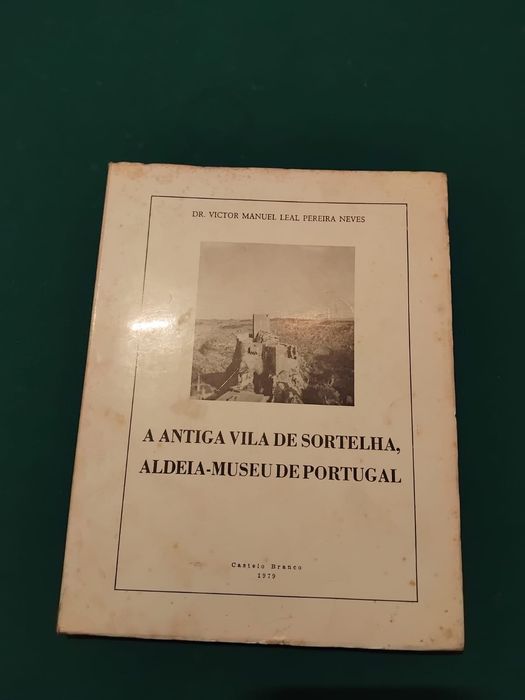 DR. VICTOR MANUEL LEAL PEREIRA NEVES
A ANTIGA VILA DE SORTELHA,
ALDEIA-MUSEU DE PORTUGAL
Castelo Branco
1979